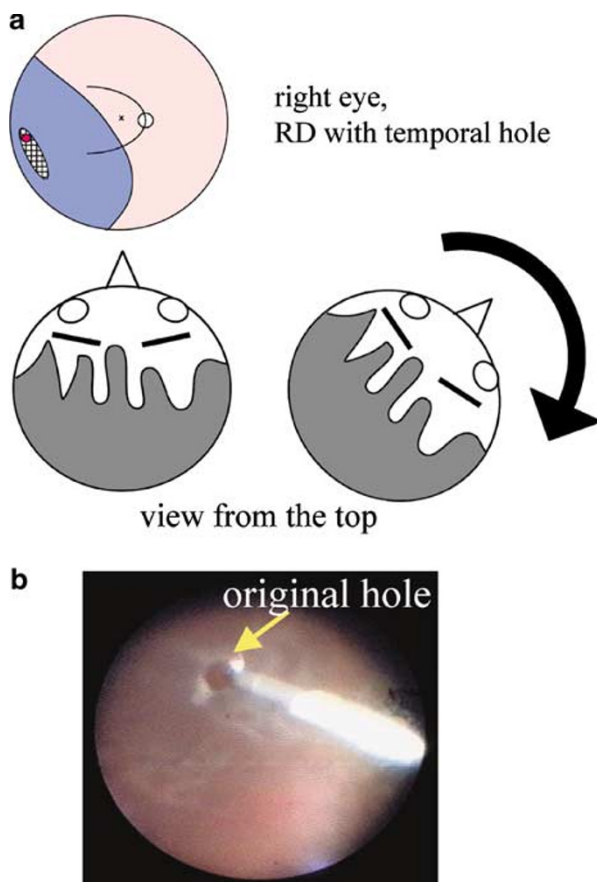 a
right eye,
RD with temporal hole
x
view from the top
b
original hole